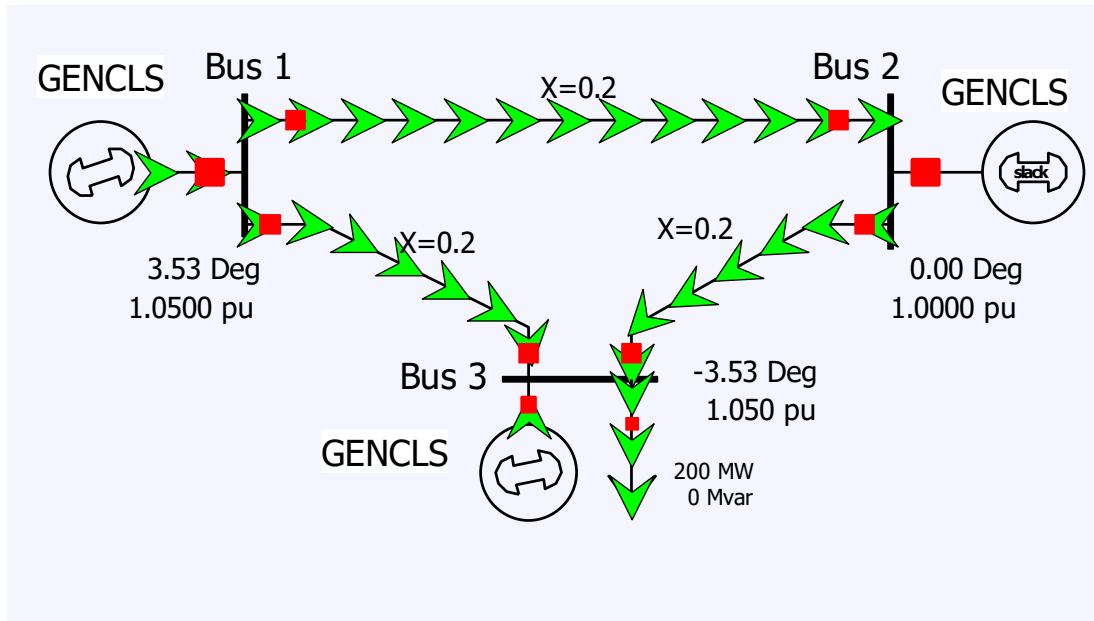 GENCLS
Bus 1
X=0.2
Bus 2
GENCLS
slack
X=0.2
X=0.2
3.53 Deg
1.0500 pu
0.00 Deg
1.0000 pu
Bus 3
-3.53 Deg
1.050 pu
GENCLS
200 MW
0 Mvar